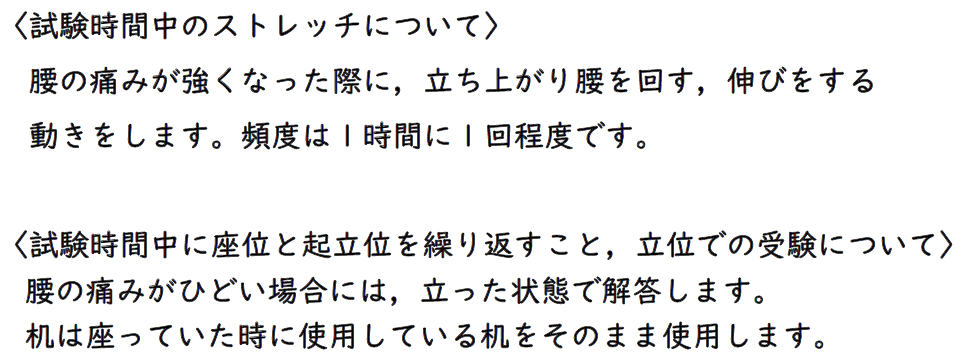 〈試験時間中のストレッチについて〉
腰の痛みが強くなった際に，立ち上がり腰を回す，伸びをする
動きをします。頻度は１時間に１回程度です。
〈試験時間中に座位と起立位を繰り返すこと，立位での受験について〉
腰の痛みがひどい場合には，立った状態で解答します。
机は座っていた時に使用している机をそのまま使用します。